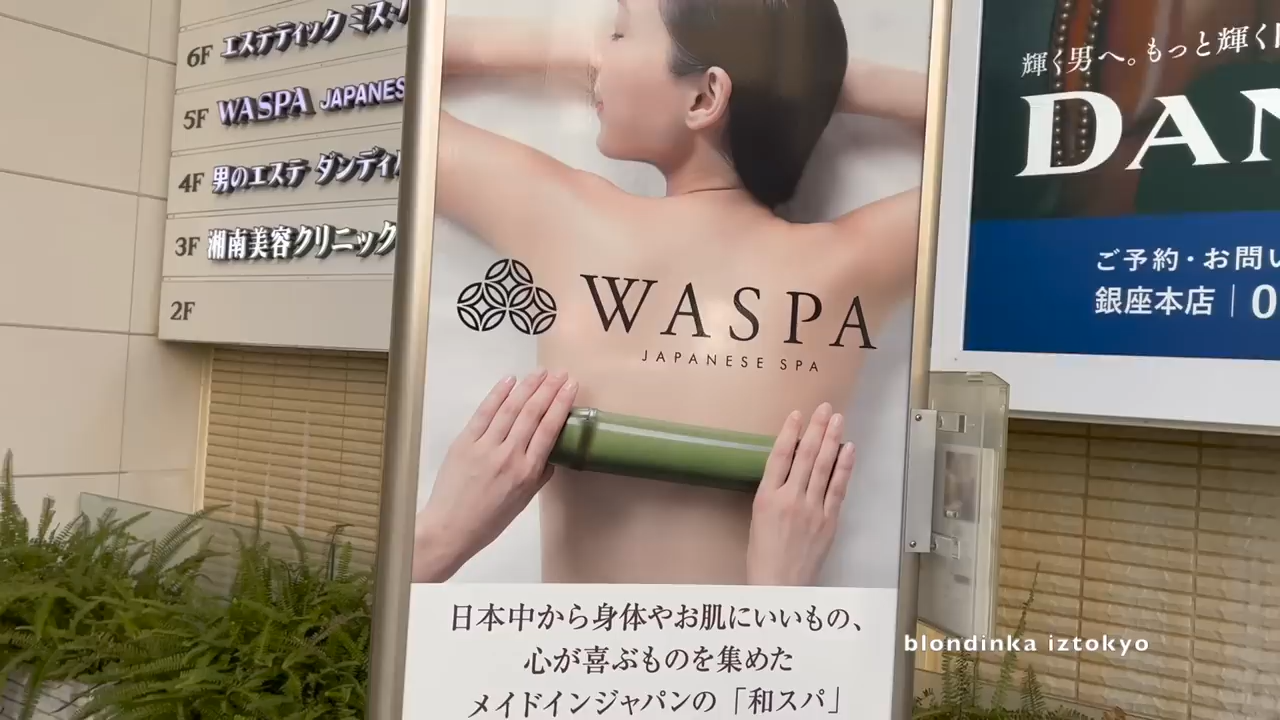 6F エステティック ミス・
5F WASPA JAPANES
4F 男のエステ ダンディ
3F 湘南美容クリニック
2F
WASPA
JAPANESE SPA
日本中から身体やお肌にいいもの、
心が喜ぶものを集めた
メイドインジャパンの「和スパ」
輝く男へ。もっと輝く
DAN
ご予約・お問い
銀座本店｜0
blondinka iztokyo